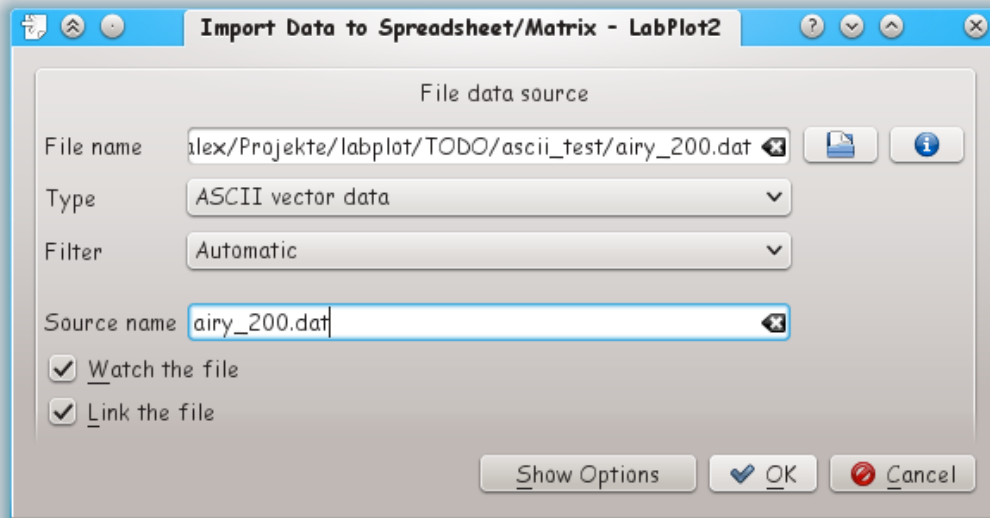 Import Data to Spreadsheet/Matrix - LabPlot2
File data source
File name alex/Projekte/labplot/TODO/ascii_test/airy_200.dat
Type ASCII vector data
Filter Automatic
Source name airy_200.dat
Watch the file
Link the file
Show Options OK Cancel